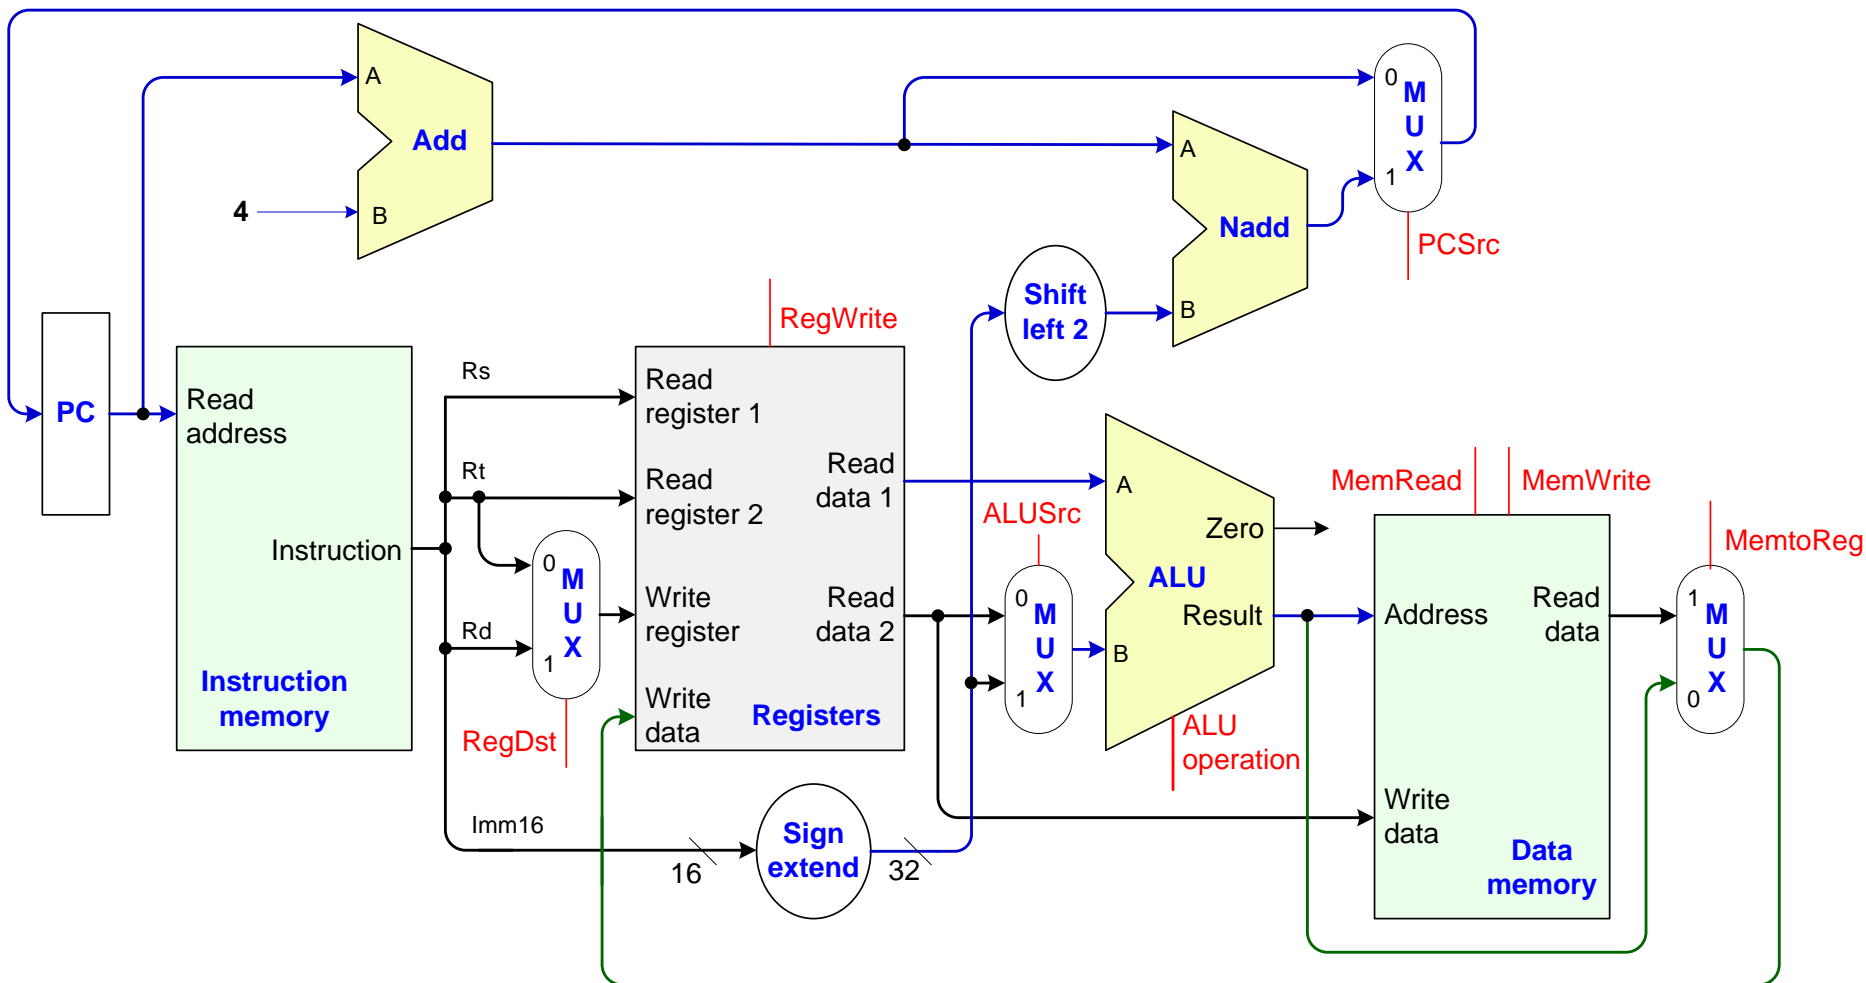 A
Add
4
B
0
M
U
X
1
PCSrc
A
Nadd
B
Shift
left 2
RegWrite
PC
Read
address
Instruction
Instruction
memory
Rs
Rt
Rd
Imm16
0
M
U
X
1
RegDst
Read
register 1
Read
register 2
Write
register
Write
data
Read
data 1
Read
data 2
Registers
16
Sign
extend
32
ALUSrc
0
M
U
X
1
A
B
Zero
ALU
Result
ALU
operation
MemRead
MemWrite
Address
Read
data
Write
data
Data
memory
MemtoReg
1
M
U
X
0